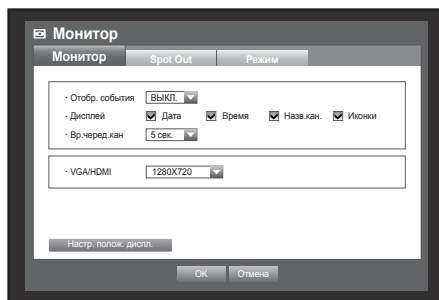 Монитор
Монитор Spot Out Режим
· Отобр. события ВЫКЛ.
· Дисплей Дата Время Назв.кан. Иконки
· Вр.черед.кан 5 сек.
· VGA/HDMI 1280X720
Настр. полож. диспл.
OK Отмена